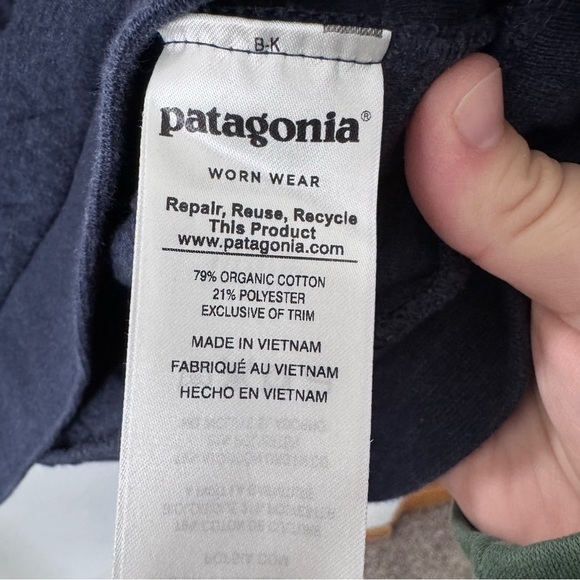 B-K
patagonia®
WORN WEAR
Repair, Reuse, Recycle
This Product
www.patagonia.com
79% ORGANIC COTTON
21% POLYESTER
EXCLUSIVE OF TRIM
MADE IN VIETNAM
FABRIQUÉ AU VIETNAM
HECHO EN VIETNAM